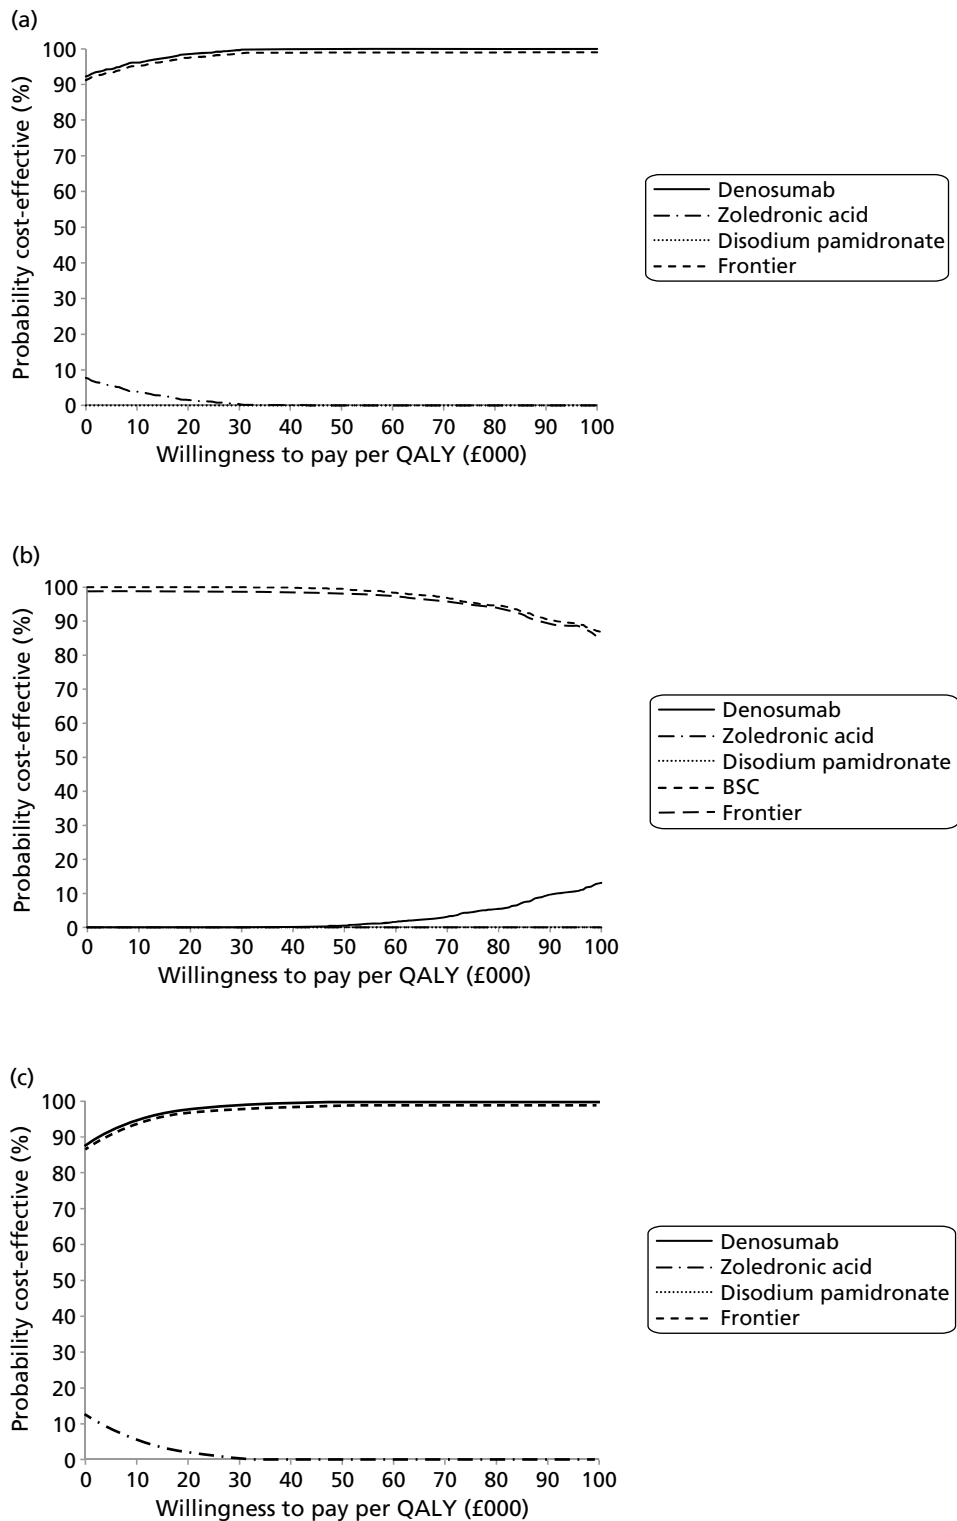 (a)
100
90
80
70
60
50
40
30
20
10
0
Probability cost-effective (%)
0 10 20 30 40 50 60 70 80 90 100
Willingness to pay per QALY (£000)
Denosumab
Zoledronic acid
Disodium pamidronate
Frontier
(b)
100
90
80
70
60
50
40
30
20
10
0
Probability cost-effective (%)
0 10 20 30 40 50 60 70 80 90 100
Willingness to pay per QALY (£000)
Denosumab
Zoledronic acid
Disodium pamidronate
BSC
Frontier
(c)
100
90
80
70
60
50
40
30
20
10
0
Probability cost-effective (%)
0 10 20 30 40 50 60 70 80 90 100
Willingness to pay per QALY (£000)
Denosumab
Zoledronic acid
Disodium pamidronate
Frontier